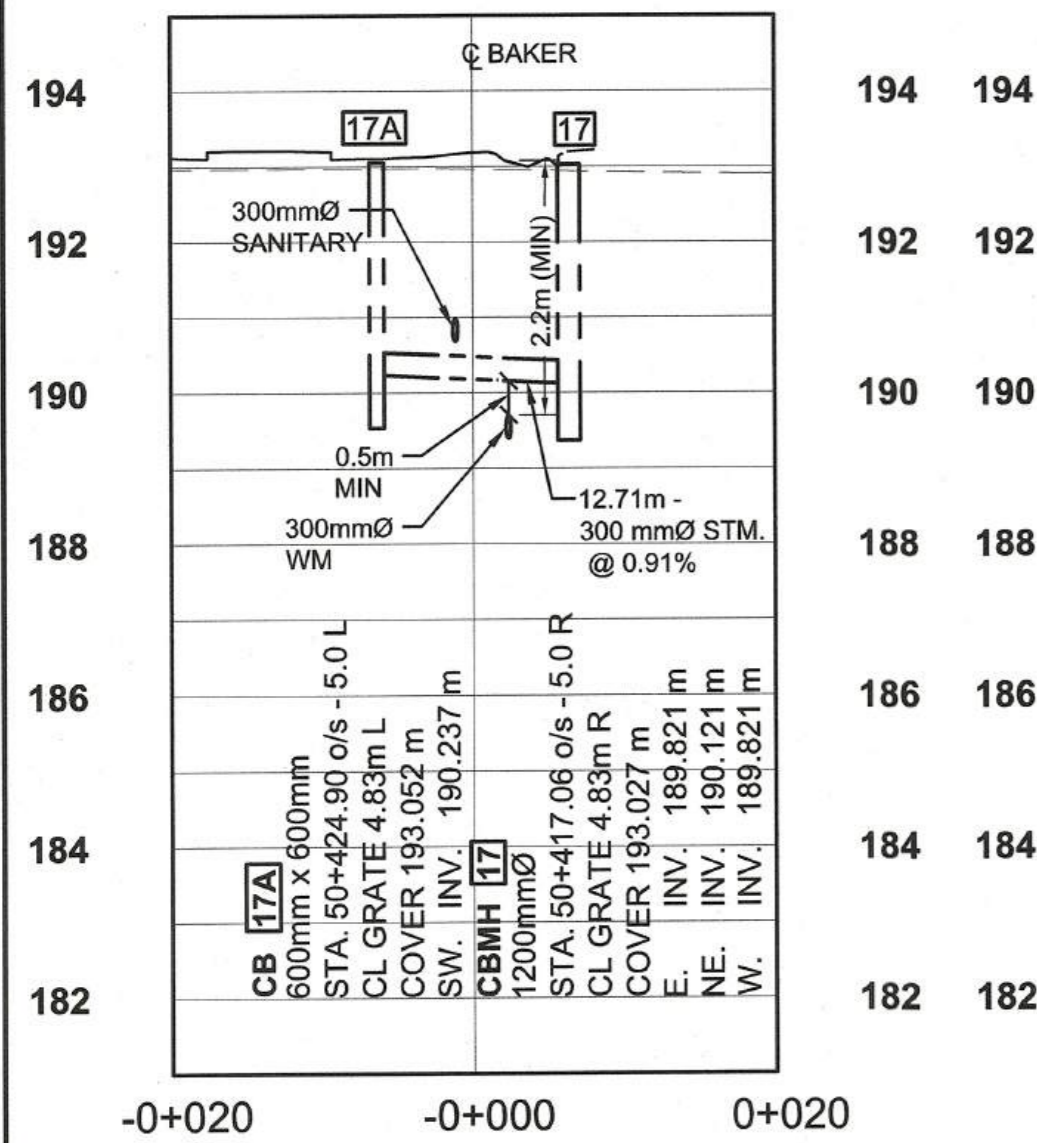 ℄ BAKER
194
194 194
17A
17
300mmØ
SANITARY
192
192 192
2.2m (MIN)
190
190 190
0.5m
MIN
300mmØ
WM
12.71m -
300 mmØ STM.
@ 0.91%
188
188 188
186
186 186
184
184 184
182
182 182
CB 17A
600mm x 600mm
STA. 50+424.90 o/s - 5.0 L
CL GRATE 4.83m L
COVER 193.052 m
SW. INV. 190.237 m
CBMH 17
1200mmØ
STA. 50+417.06 o/s - 5.0 R
CL GRATE 4.83m R
COVER 193.027 m
E. INV. 189.821 m
NE. INV. 190.121 m
W. INV. 189.821 m
-0+020 -0+000 0+020